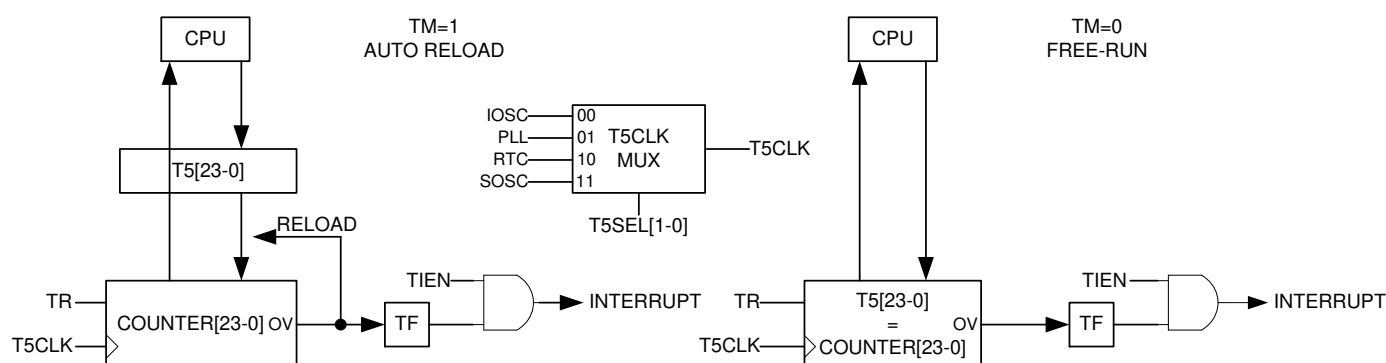 CPU
TM=1
AUTO RELOAD
T5[23-0]
RELOAD
TR
T5CLK
COUNTER[23-0] OV
TF
TIEN
INTERRUPT
IOSC
PLL
RTC
SOSC
00
01
10
11
T5CLK
MUX
T5CLK
T5SEL[1-0]
CPU
TM=0
FREE-RUN
TR
T5CLK
T5[23-0]
=
COUNTER[23-0]
OV
TF
TIEN
INTERRUPT